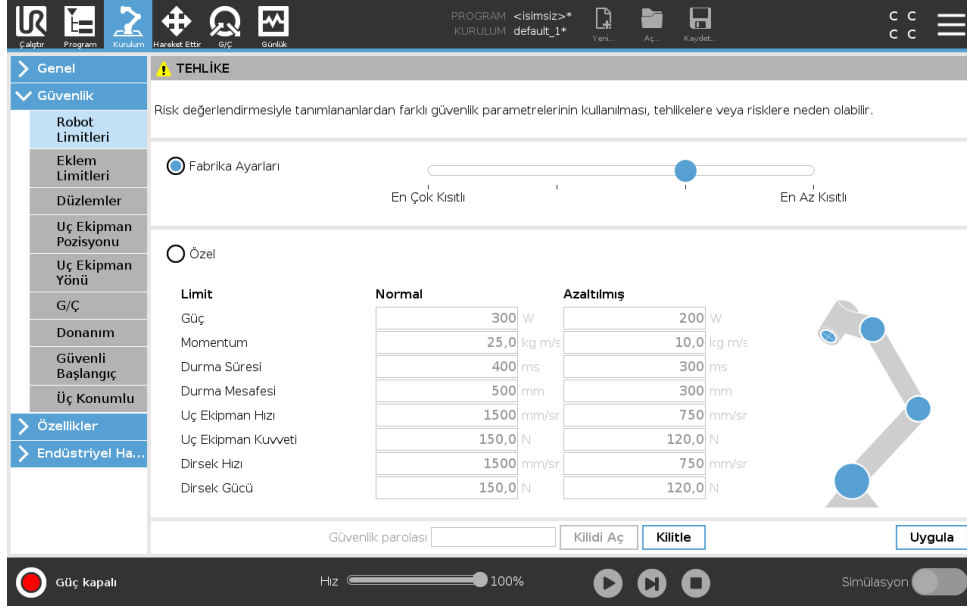 UR
PROGRAM <isimsiz>*
KURULUM default_1*
Çalıştır Program Kurulum Hareket Ettir G/Ç Günlük
Yeni... Aç... Kaydet...
C C
C C
Genel
Güvenlik
Robot
Limitleri
Eklem
Limitleri
Düzlemler
Uç Ekipman
Pozisyonu
Uç Ekipman
Yönü
G/Ç
Donanım
Güvenli
Başlangıç
Üç Konumlu
Özellikler
Endüstriyel Ha...
TEHLİKE
Risk değerlendirmesiyle tanımlananlardan farklı güvenlik parametrelerinin kullanılması, tehlikelere veya risklere neden olabilir.
Fabrika Ayarları
En Çok Kısıtlı En Az Kısıtlı
Özel
Limit Normal Azaltılmış
Güç 300 W 200 W
Momentum 25,0 kg m/s 10,0 kg m/s
Durma Süresi 400 ms 300 ms
Durma Mesafesi 500 mm 300 mm
Uç Ekipman Hızı 1500 mm/sr 750 mm/sr
Uç Ekipman Kuvveti 150,0 N 120,0 N
Dirsek Hızı 1500 mm/sr 750 mm/sr
Dirsek Gücü 150,0 N 120,0 N
Güvenlik parolası Kilidi Aç Kilitle Uygula
Güç kapalı Hız 100% Simülasyon